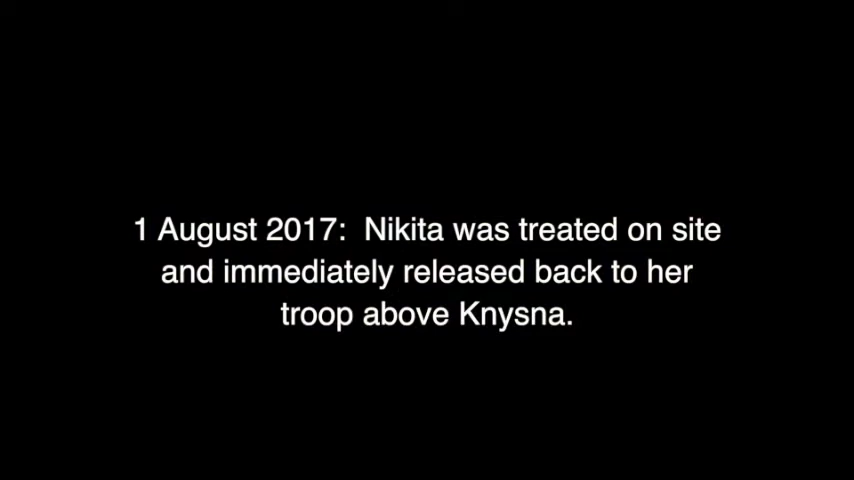 1 August 2017:  Nikita was treated on site
and immediately released back to her
troop above Knysna.